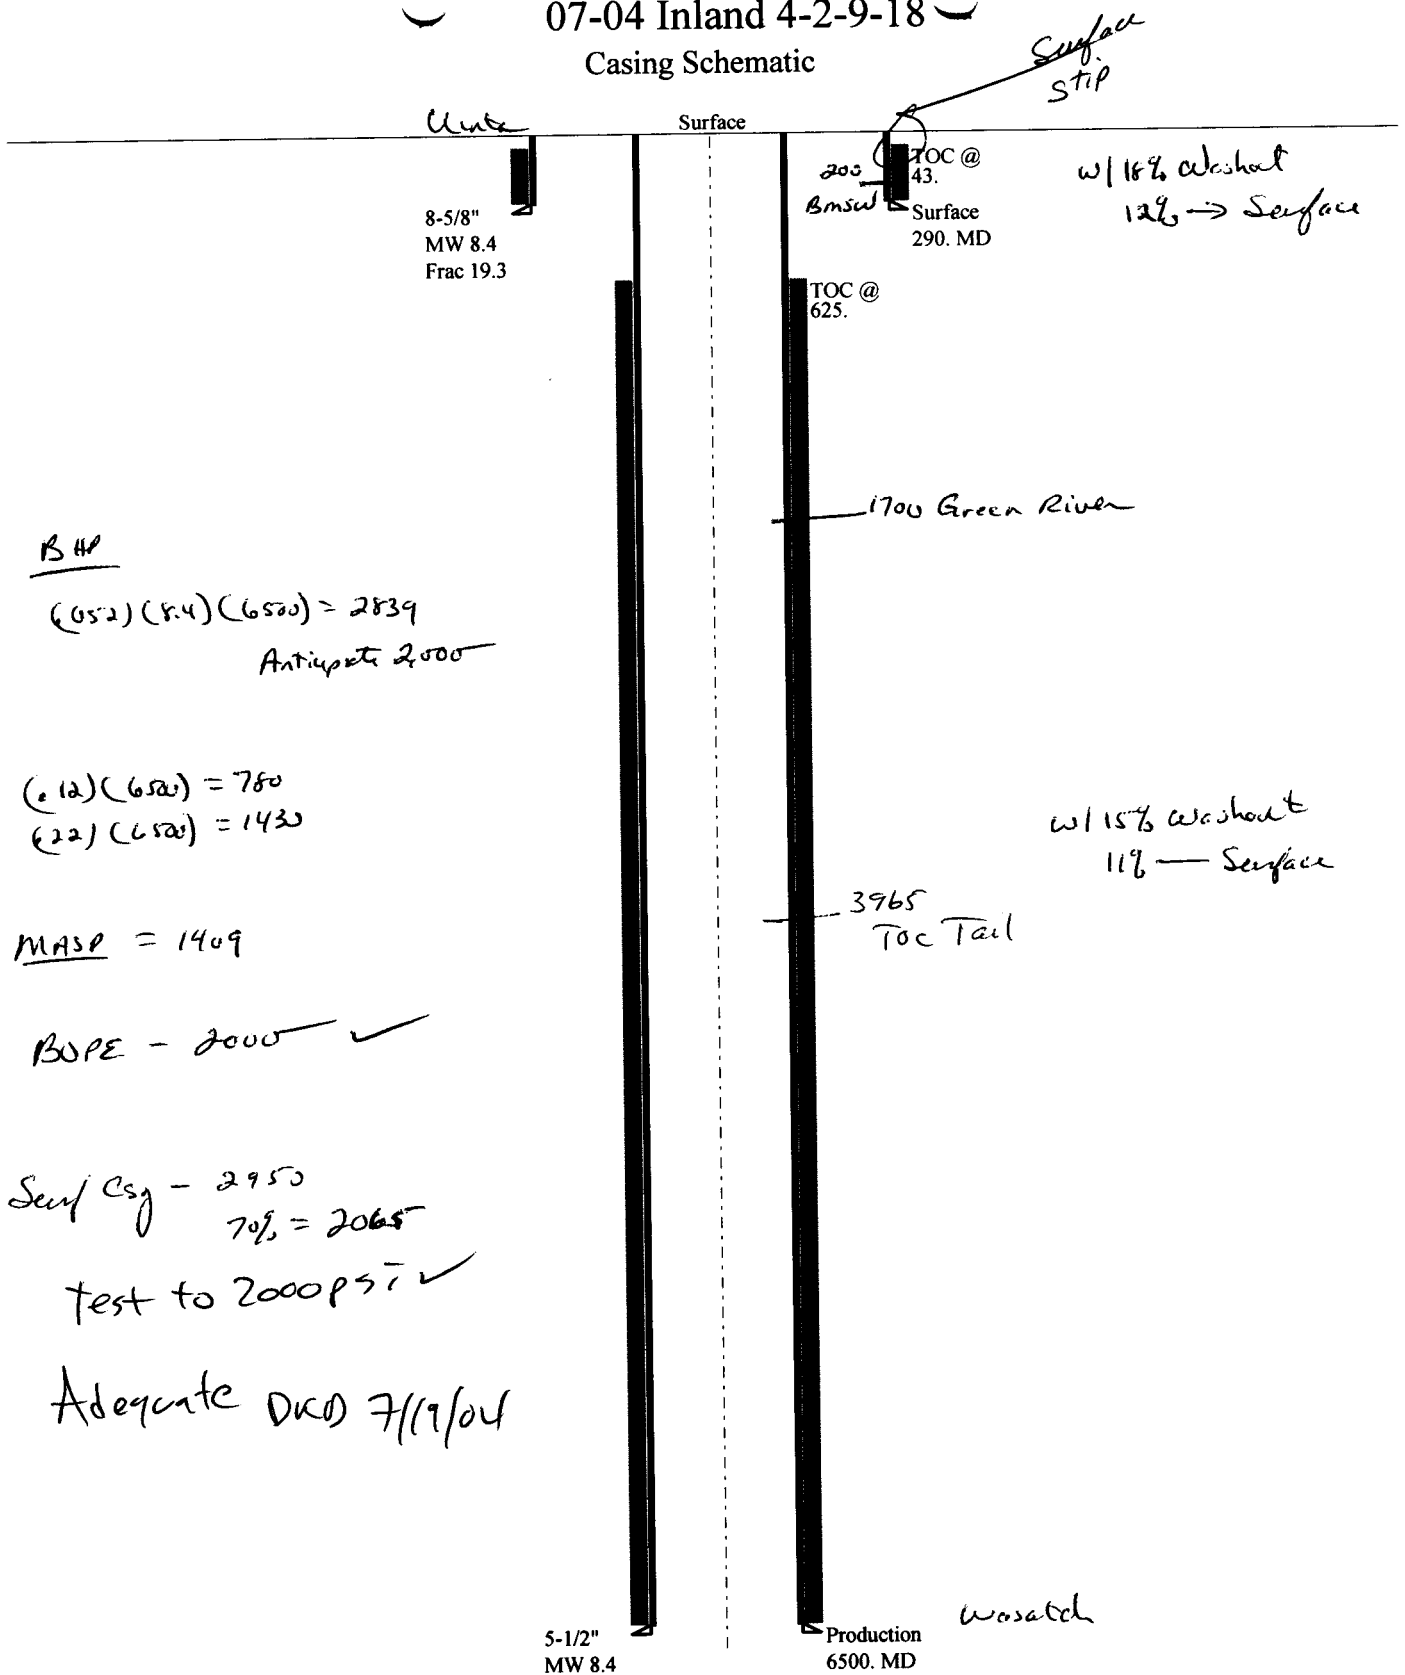 07-04 Inland 4-2-9-18
Casing Schematic
Surface
Stip
Uinta
Surface
TOC @
43.
200
Bmsw
w/ 18% Washout
12% → Surface
8-5/8"
MW 8.4
Frac 19.3
Surface
290. MD
TOC @
625.
1700 Green River
BHP
(.052)(8.4)(6500) = 2839
Anticipate 2000
(.12)(6500) = 780
(.22)(6500) = 1430
w/ 15% Washout
11% — Surface
3965
TOC Tail
MASP = 1409
BOPE - 2000 ✓
Surf Csg - 2950
70% = 2065
Test to 2000psi ✓
Adequate DKD 7/19/04
Wasatch
5-1/2"
MW 8.4
Production
6500. MD